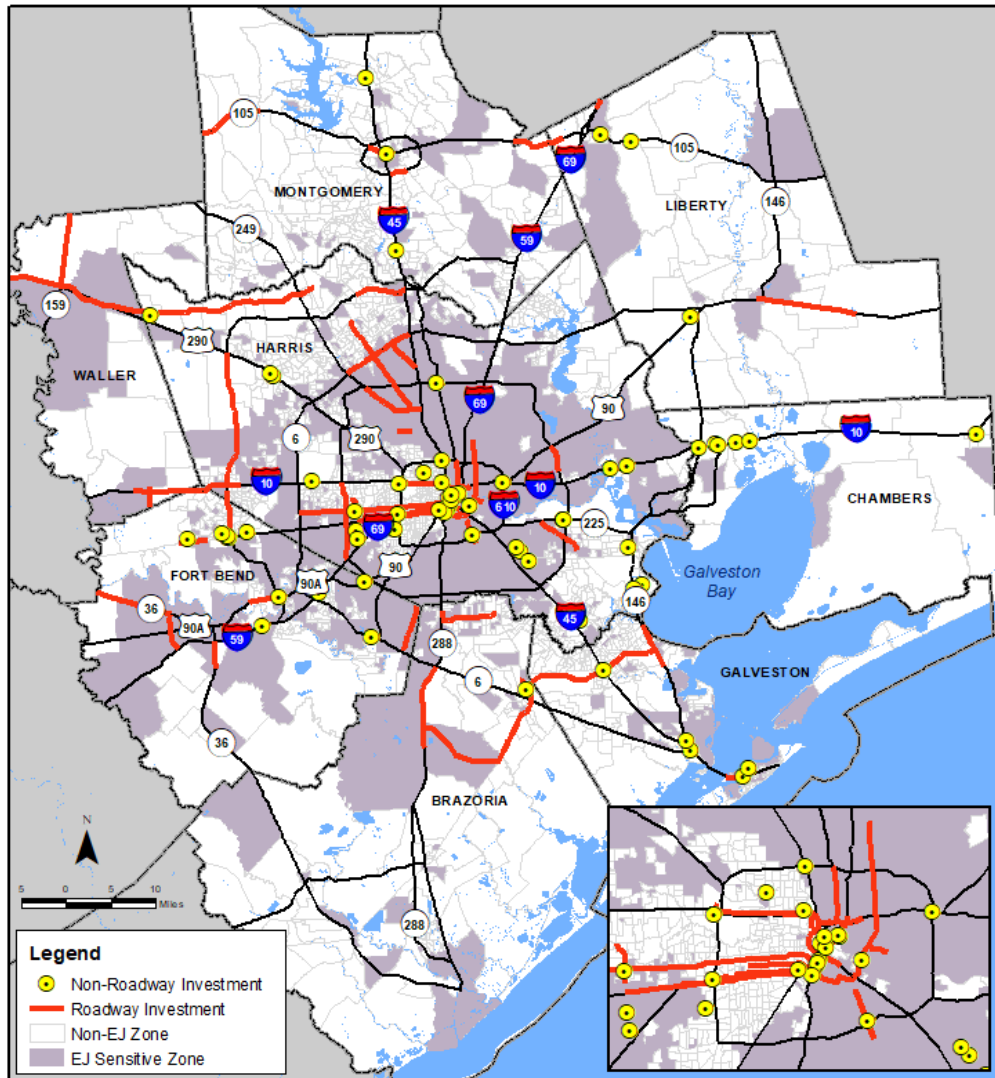 105
69
105
MONTGOMERY
LIBERTY
146
45
249
59
159
290
HARRIS
WALLER
69
90
6
290
10
10
10
CHAMBERS
6 10
69
225
90
FORT BEND
90A
Galveston
Bay
36
146
90A
59
45
288
GALVESTON
6
36
BRAZORIA
N
5 0 5 10
Miles
288
Legend
Non-Roadway Investment
Roadway Investment
Non-EJ Zone
EJ Sensitive Zone